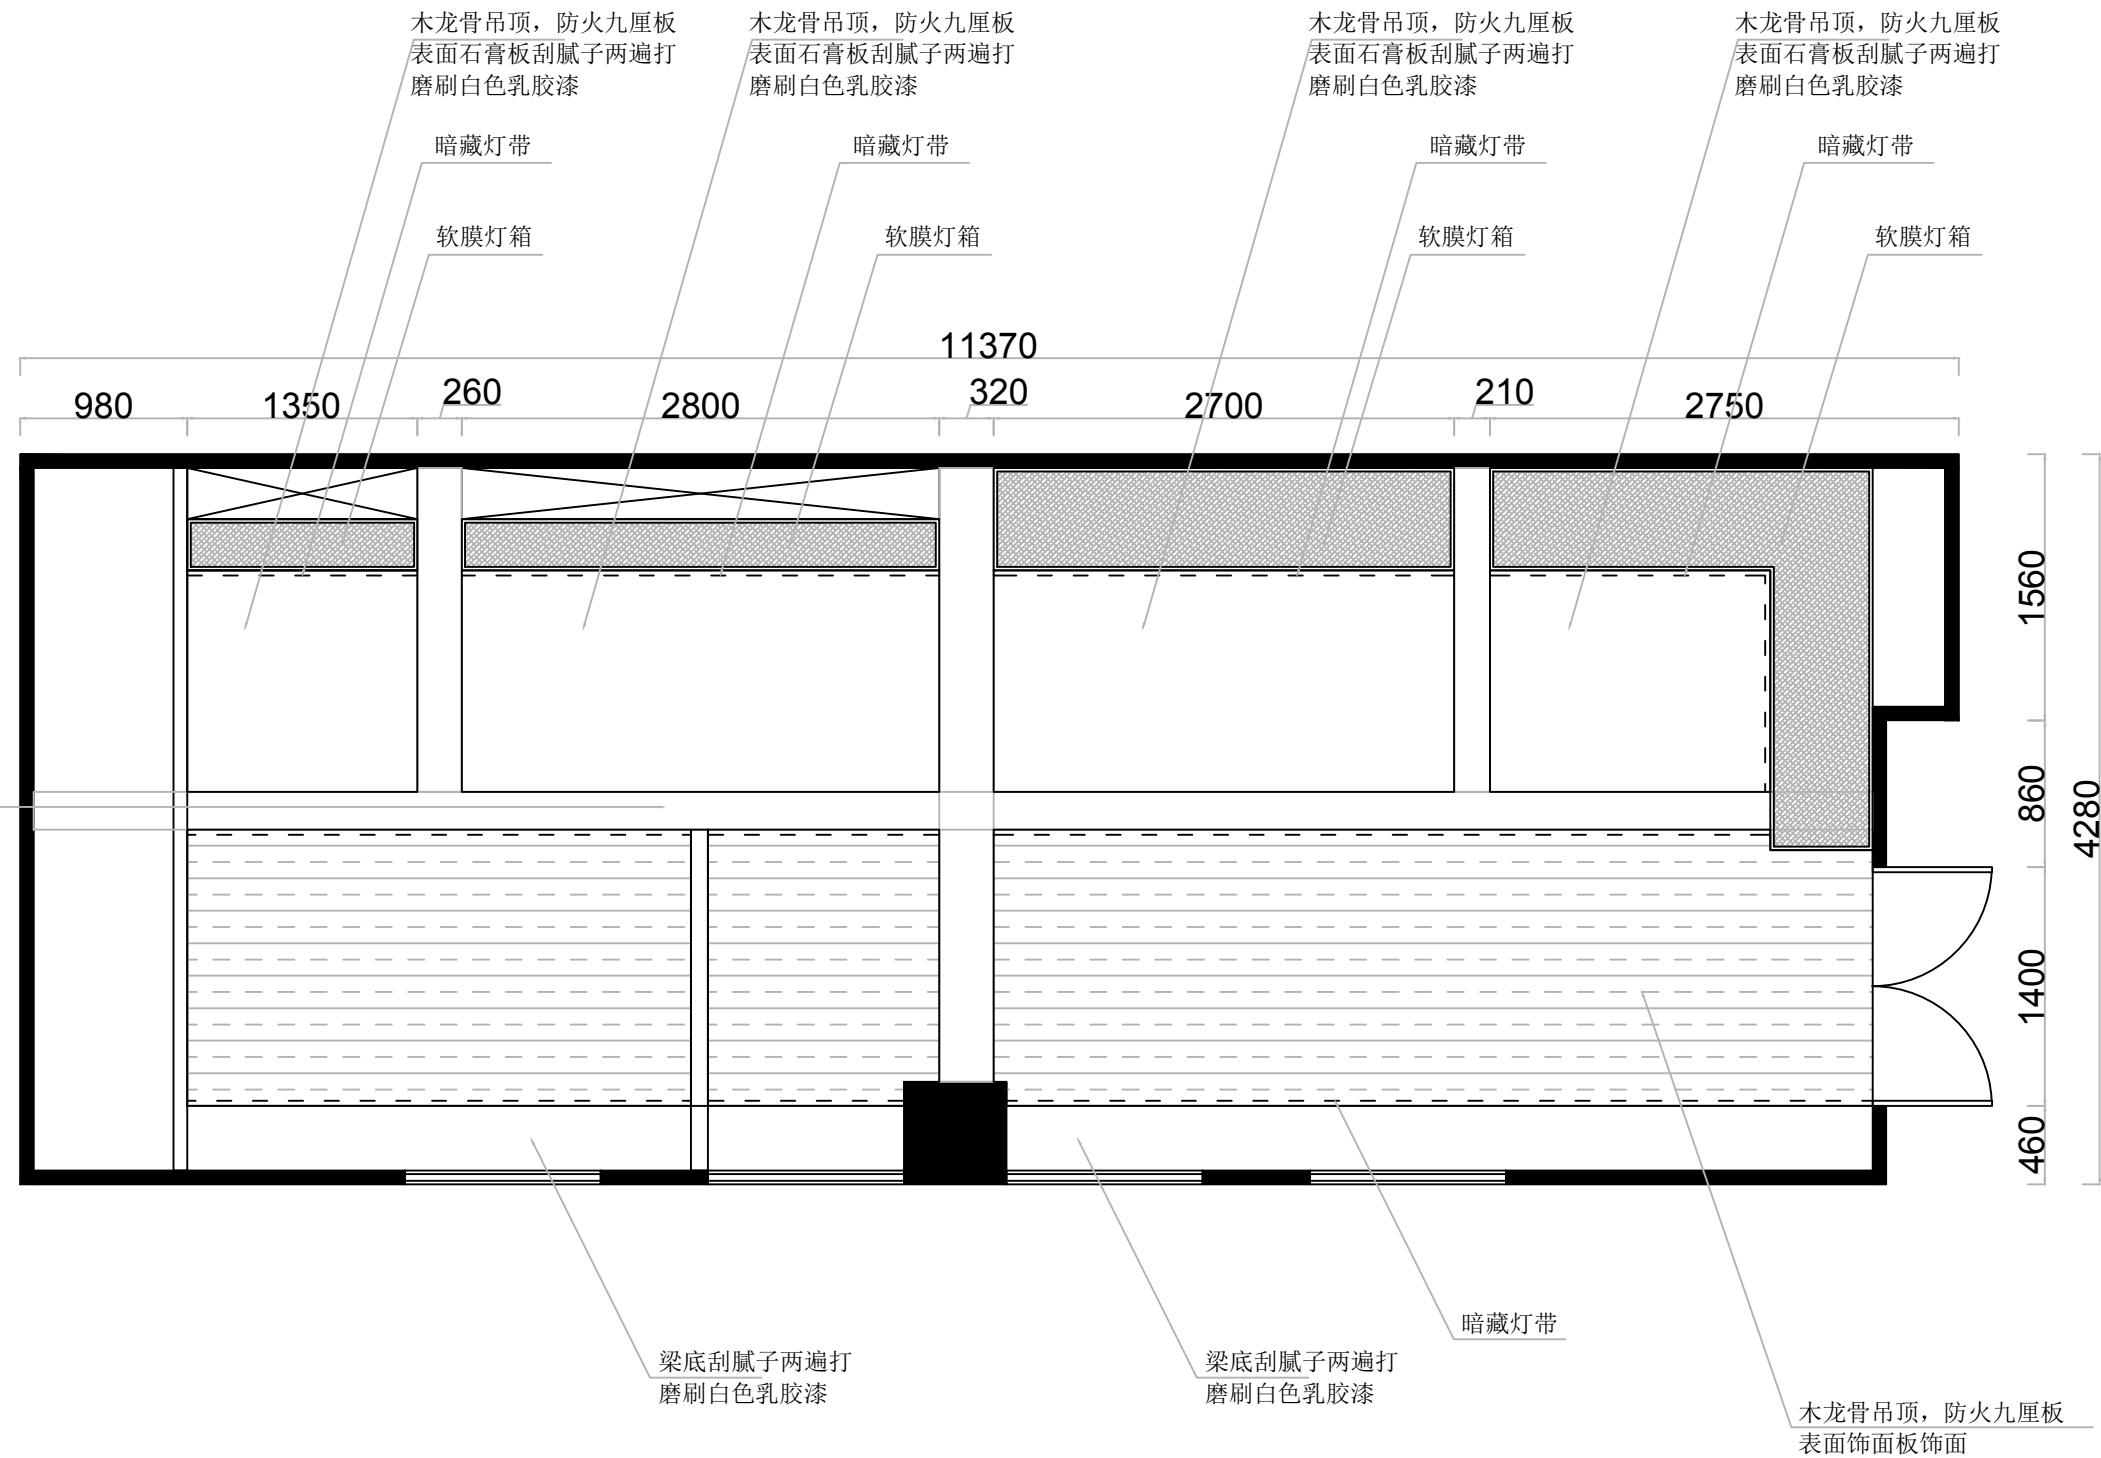 木龙骨吊顶，防火九厘板
表面石膏板刮腻子两遍打
磨刷白色乳胶漆
木龙骨吊顶，防火九厘板
表面石膏板刮腻子两遍打
磨刷白色乳胶漆
木龙骨吊顶，防火九厘板
表面石膏板刮腻子两遍打
磨刷白色乳胶漆
木龙骨吊顶，防火九厘板
表面石膏板刮腻子两遍打
磨刷白色乳胶漆
暗藏灯带
暗藏灯带
暗藏灯带
暗藏灯带
软膜灯箱
软膜灯箱
软膜灯箱
软膜灯箱
11370
980
1350
260
2800
320
2700
210
2750
1560
860
4280
1400
460
暗藏灯带
梁底刮腻子两遍打
磨刷白色乳胶漆
梁底刮腻子两遍打
磨刷白色乳胶漆
木龙骨吊顶，防火九厘板
表面饰面板饰面